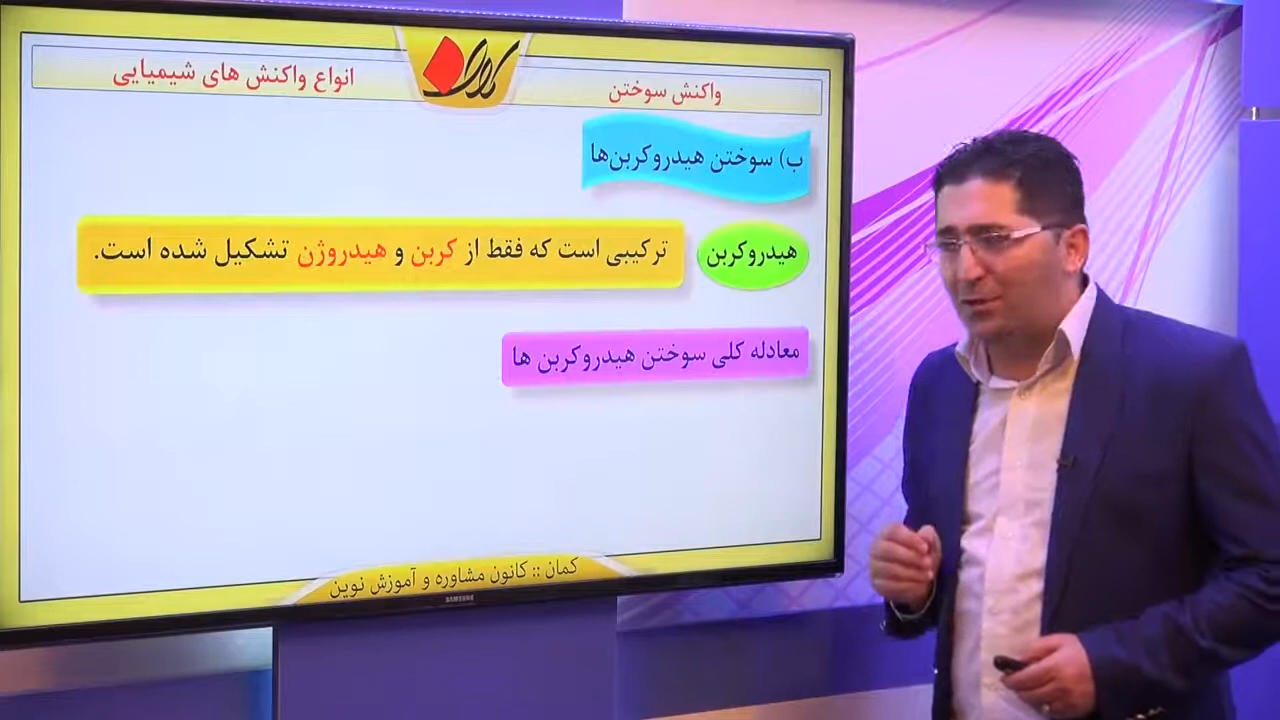 واکنش سوختن
انواع واکنش های شیمیایی
ب) سوختن هیدروکربن‌ها
هیدروکربن
ترکیبی است که فقط از کربن و هیدروژن تشکیل شده است.
معادله کلی سوختن هیدروکربن ها
کمان :: کانون مشاوره و آموزش نوین
SAMSUNG